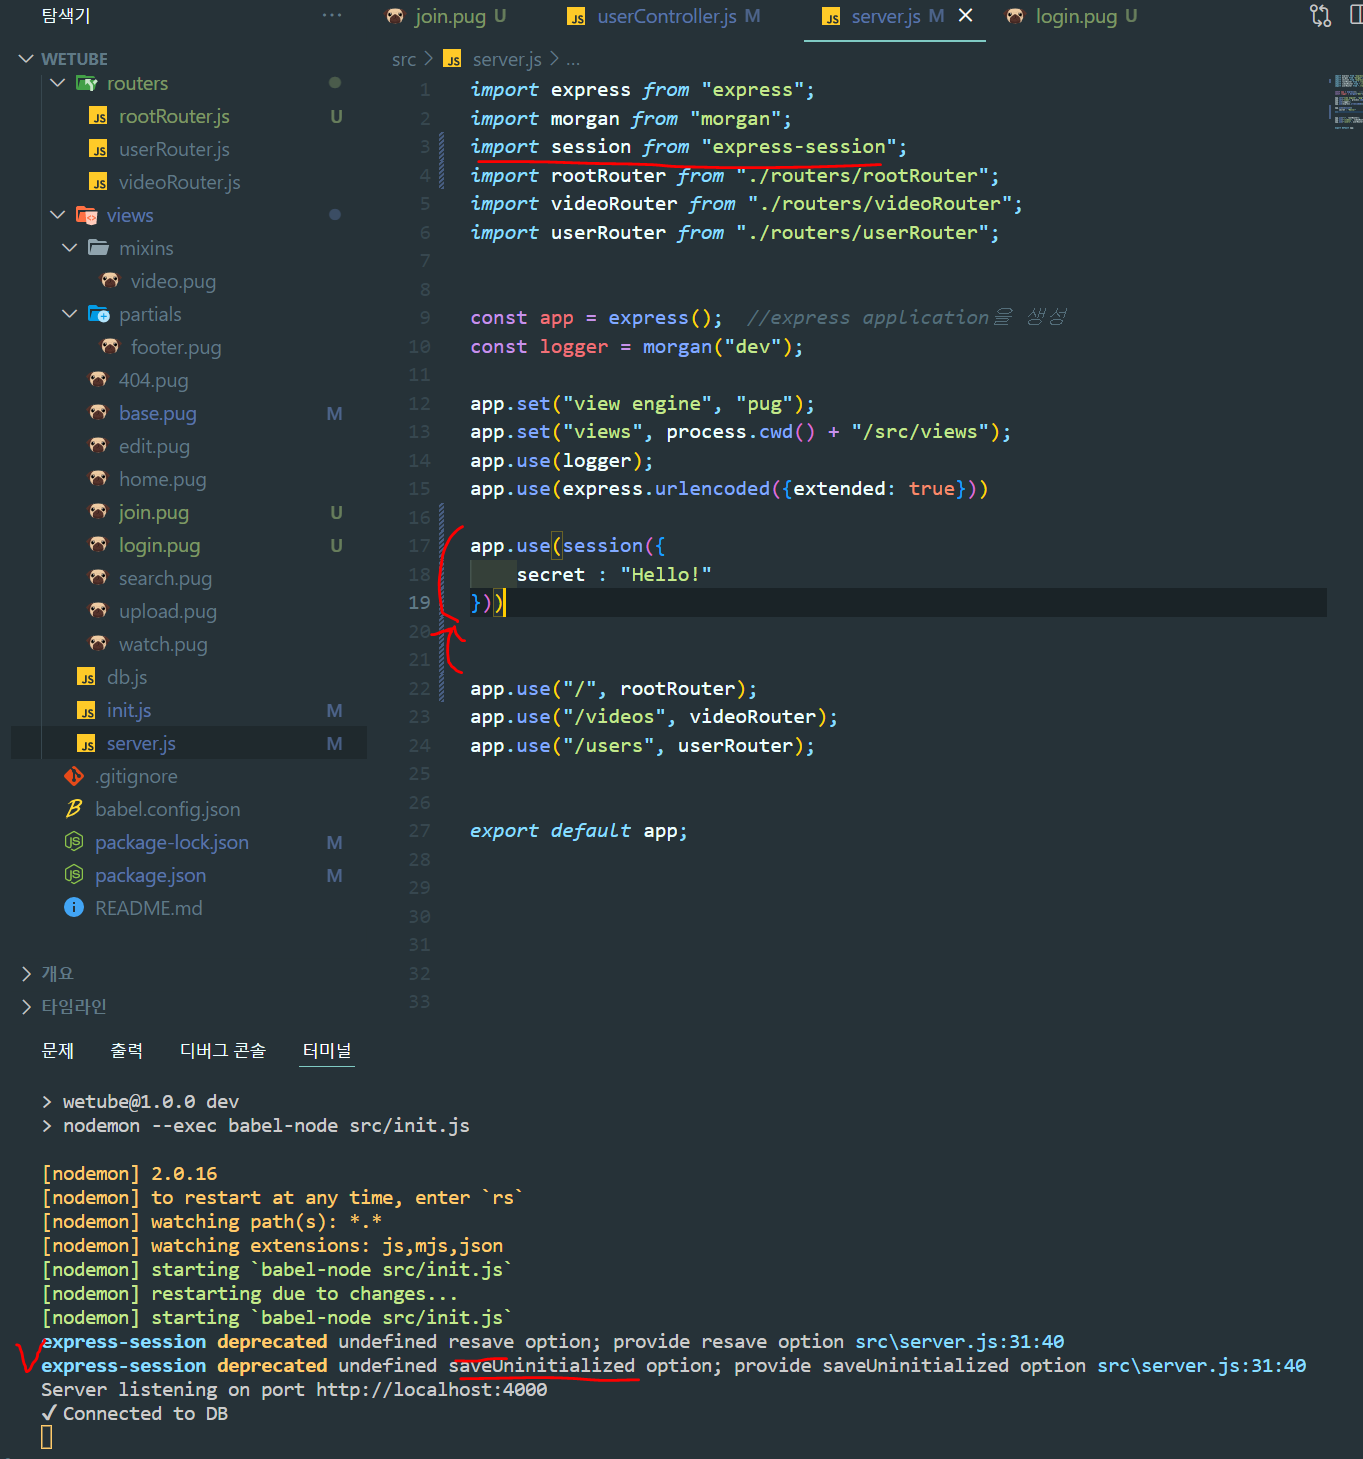 탐색기 ···
join.pug U
userController.js M
server.js M
login.pug U
WETUBE
routers
rootRouter.js U
userRouter.js
videoRouter.js
views
mixins
video.pug
partials
footer.pug
404.pug
base.pug M
edit.pug
home.pug
join.pug U
login.pug U
search.pug
upload.pug
watch.pug
db.js
init.js M
server.js M
.gitignore
babel.config.json
package-lock.json M
package.json M
README.md
개요
타임라인
src > server.js > ...
1 import express from "express";
2 import morgan from "morgan";
3 import session from "express-session";
4 import rootRouter from "./routers/rootRouter";
5 import videoRouter from "./routers/videoRouter";
6 import userRouter from "./routers/userRouter";
7
8
9 const app = express(); //express application을 생성
10 const logger = morgan("dev");
11
12 app.set("view engine", "pug");
13 app.set("views", process.cwd() + "/src/views");
14 app.use(logger);
15 app.use(express.urlencoded({extended: true}))
16
17 app.use(session({
18 secret : "Hello!"
19 }))
20
21
22 app.use("/", rootRouter);
23 app.use("/videos", videoRouter);
24 app.use("/users", userRouter);
25
26
27 export default app;
28
29
30
31
32
33
문제 출력 디버그 콘솔 터미널
> wetube@1.0.0 dev
> nodemon --exec babel-node src/init.js
[nodemon] 2.0.16
[nodemon] to restart at any time, enter `rs`
[nodemon] watching path(s): *.*
[nodemon] watching extensions: js,mjs,json
[nodemon] starting `babel-node src/init.js`
[nodemon] restarting due to changes...
[nodemon] starting `babel-node src/init.js`
express-session deprecated undefined resave option; provide resave option src\server.js:31:40
express-session deprecated undefined saveUninitialized option; provide saveUninitialized option src\server.js:31:40
Server listening on port http://localhost:4000
✓Connected to DB